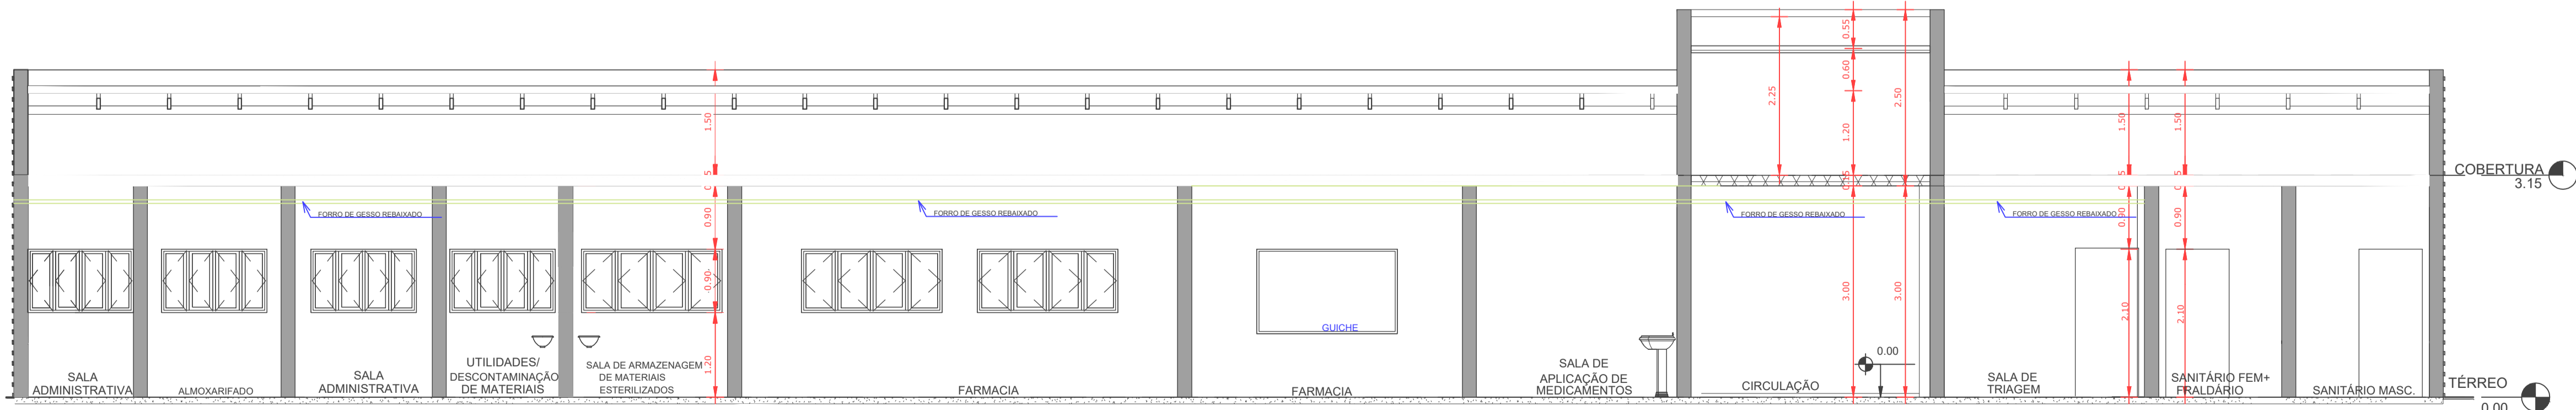 0.55
0.60
2.25
2.50
1.20
1.50
1.50
1.50
COBERTURA
3.15
0.15
0.90
0.90
0.90
FORRO DE GESSO REBAIXADO
FORRO DE GESSO REBAIXADO
FORRO DE GESSO REBAIXADO
FORRO DE GESSO REBAIXADO
0.90
3.00
3.00
2.10
2.10
GUICHE
1.20
0.00
SALA
ADMINISTRATIVA
ALMOXARIFADO
SALA
ADMINISTRATIVA
UTILIDADES/
DESCONTAMINAÇÃO
DE MATERIAIS
SALA DE ARMAZENAGEM
DE MATERIAIS
ESTERILIZADOS
FARMACIA
FARMACIA
SALA DE
APLICAÇÃO DE
MEDICAMENTOS
CIRCULAÇÃO
SALA DE
TRIAGEM
SANITÁRIO FEM+
FRALDÁRIO
SANITÁRIO MASC.
TÉRREO
0.00